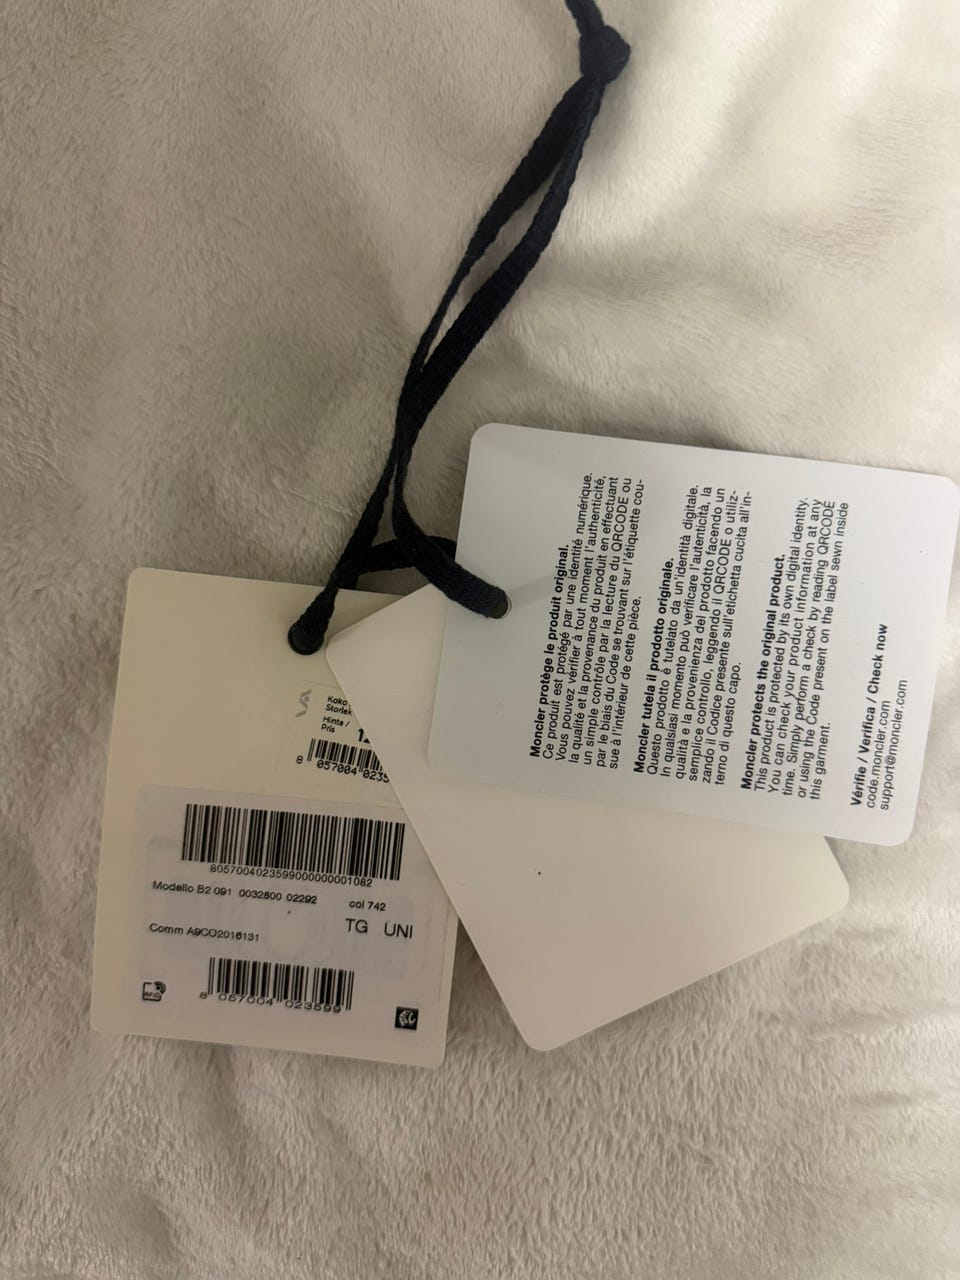 Koko
Storlek
Hinta /
Pris
8 057004 0235
8057004023599000000001082
Modello B2 091 0032800 02292 col 742
TG UNI
Comm A9CO2016131
RFID
8 057004 023599
Moncler protège le produit original.
Ce produit est protégé par une identité numérique.
Vous pouvez vérifier à tout moment l'authenticité,
la qualité et la provenance du produit en effectuant
un simple contrôle par la lecture du QRCODE ou
par le biais du Code se trouvant sur l'étiquette cou-
sue à l'intérieur de cette pièce.
Moncler tutela il prodotto originale.
Questo prodotto è tutelato da un'identità digitale.
In qualsiasi momento può verificare l'autenticità, la
qualità e la provenienza del prodotto facendo un
semplice controllo, leggendo il QRCODE o utiliz-
zando il Codice presente sull'etichetta cucita all'in-
terno di questo capo.
Moncler protects the original product.
This product is protected by its own digital identity.
You can check your product information at any
time. Simply perform a check by reading QRCODE
or using the Code present on the label sewn inside
this garment.
Vérifie / Verifica / Check now
code.moncler.com
support@moncler.com